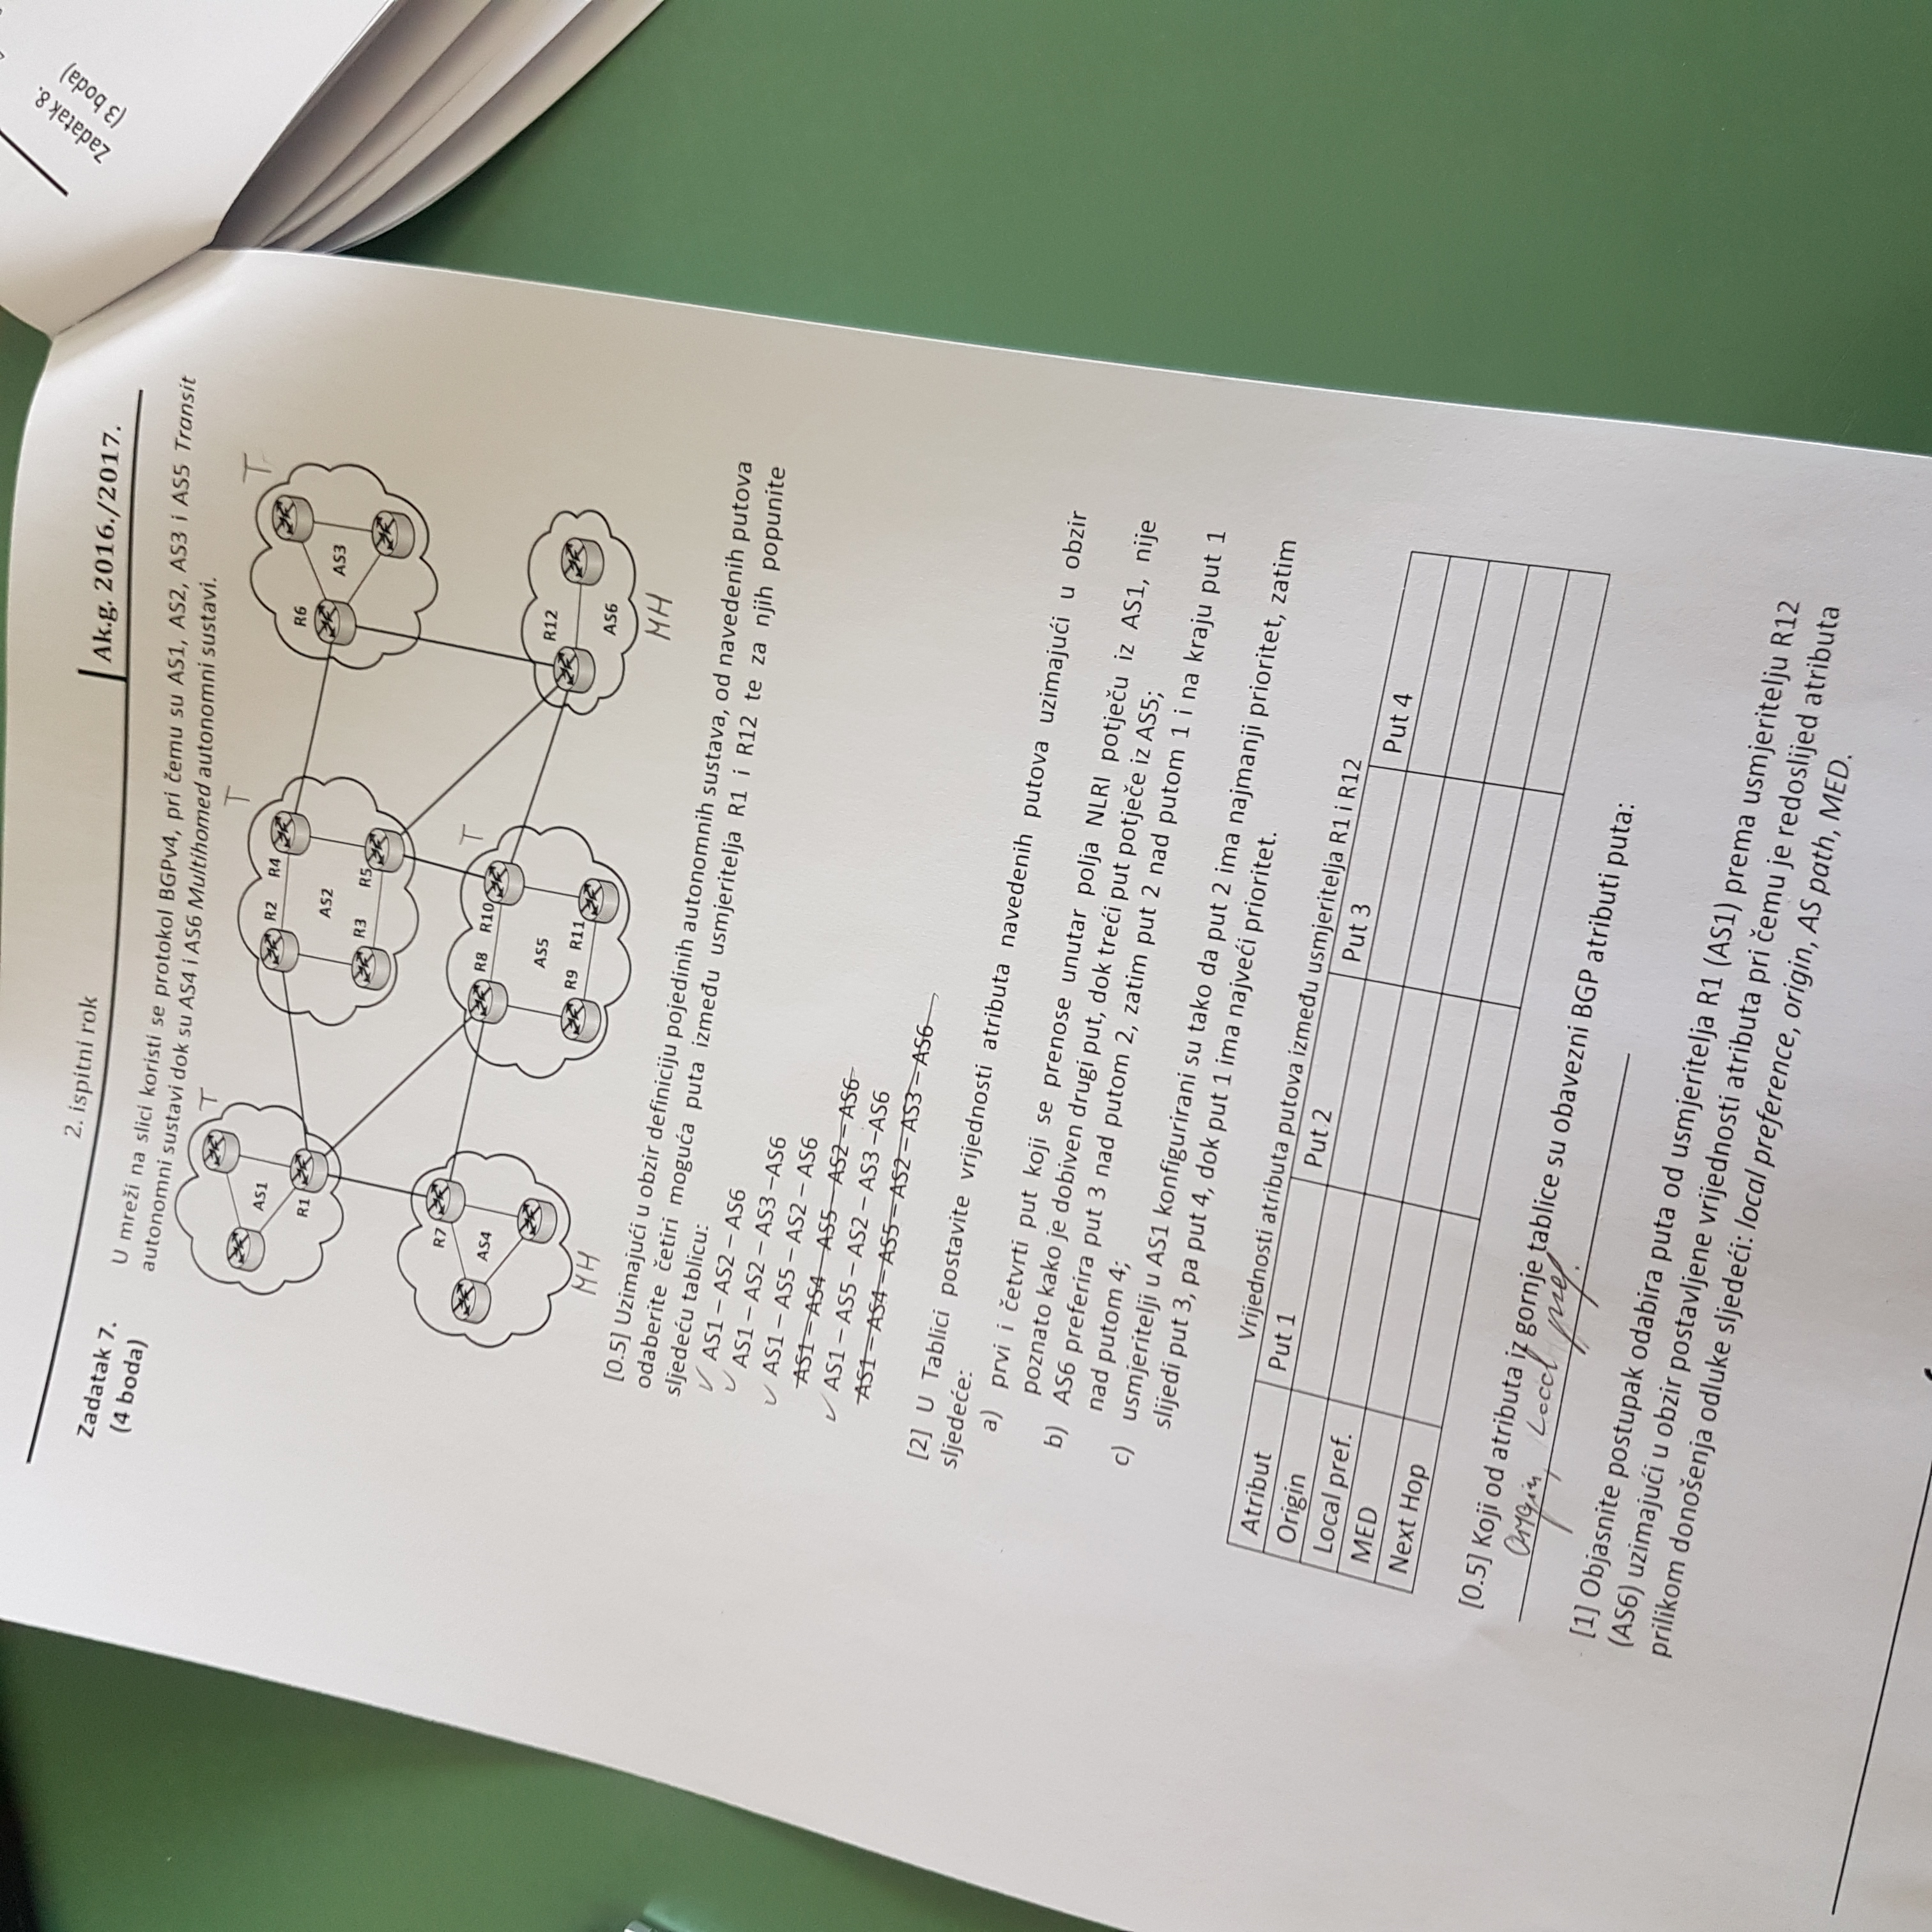 2. ispitni rok
Ak.g. 2016./2017.
Zadatak 8.
(3 boda)
Zadatak 7.
(4 boda)
U mreži na slici koristi se protokol BGPv4, pri čemu su AS1, AS2, AS3 i AS5 Transit
autonomni sustavi dok su AS4 i AS6 Multihomed autonomni sustavi.
T
T
T
AS1
R1
R2
R4
AS2
R3
R5
R6
AS3
R7
AS4
MH
T
R8
R10
AS5
R9
R11
R12
AS6
MH
[0.5] Uzimajući u obzir definiciju pojedinih autonomnih sustava, od navedenih putova
odaberite četiri moguća puta između usmjeritelja R1 i R12 te za njih popunite
sljedeću tablicu:
AS1 – AS2 – AS6
AS1 – AS2 – AS3 –AS6
AS1 – AS5 – AS2 – AS6
AS1 – AS4 – AS5 – AS2 – AS6
AS1 – AS5 – AS2 – AS3 –AS6
AS1 – AS4 – AS5 – AS2 – AS3 – AS6
[2] U Tablici postavite vrijednosti atributa navedenih putova uzimajući u obzir
sljedeće:
a) prvi i četvrti put koji se prenose unutar polja NLRI potječu iz AS1, nije
poznato kako je dobiven drugi put, dok treći put potječe iz AS5;
b) AS6 preferira put 3 nad putom 2, zatim put 2 nad putom 1 i na kraju put 1
nad putom 4;
c) usmjeritelji u AS1 konfigurirani su tako da put 2 ima najmanji prioritet, zatim
slijedi put 3, pa put 4, dok put 1 ima najveći prioritet.
Vrijednosti atributa putova između usmjeritelja R1 i R12
Atribut Put 1 Put 2 Put 3 Put 4
Origin
Local pref.
MED
Next Hop
[0.5] Koji od atributa iz gornje tablice su obavezni BGP atributi puta:
Origin, Local pref.
[1] Objasnite postupak odabira puta od usmjeritelja R1 (AS1) prema usmjeritelju R12
(AS6) uzimajući u obzir postavljene vrijednosti atributa pri čemu je redoslijed atributa
prilikom donošenja odluke sljedeći: local preference, origin, AS path, MED.